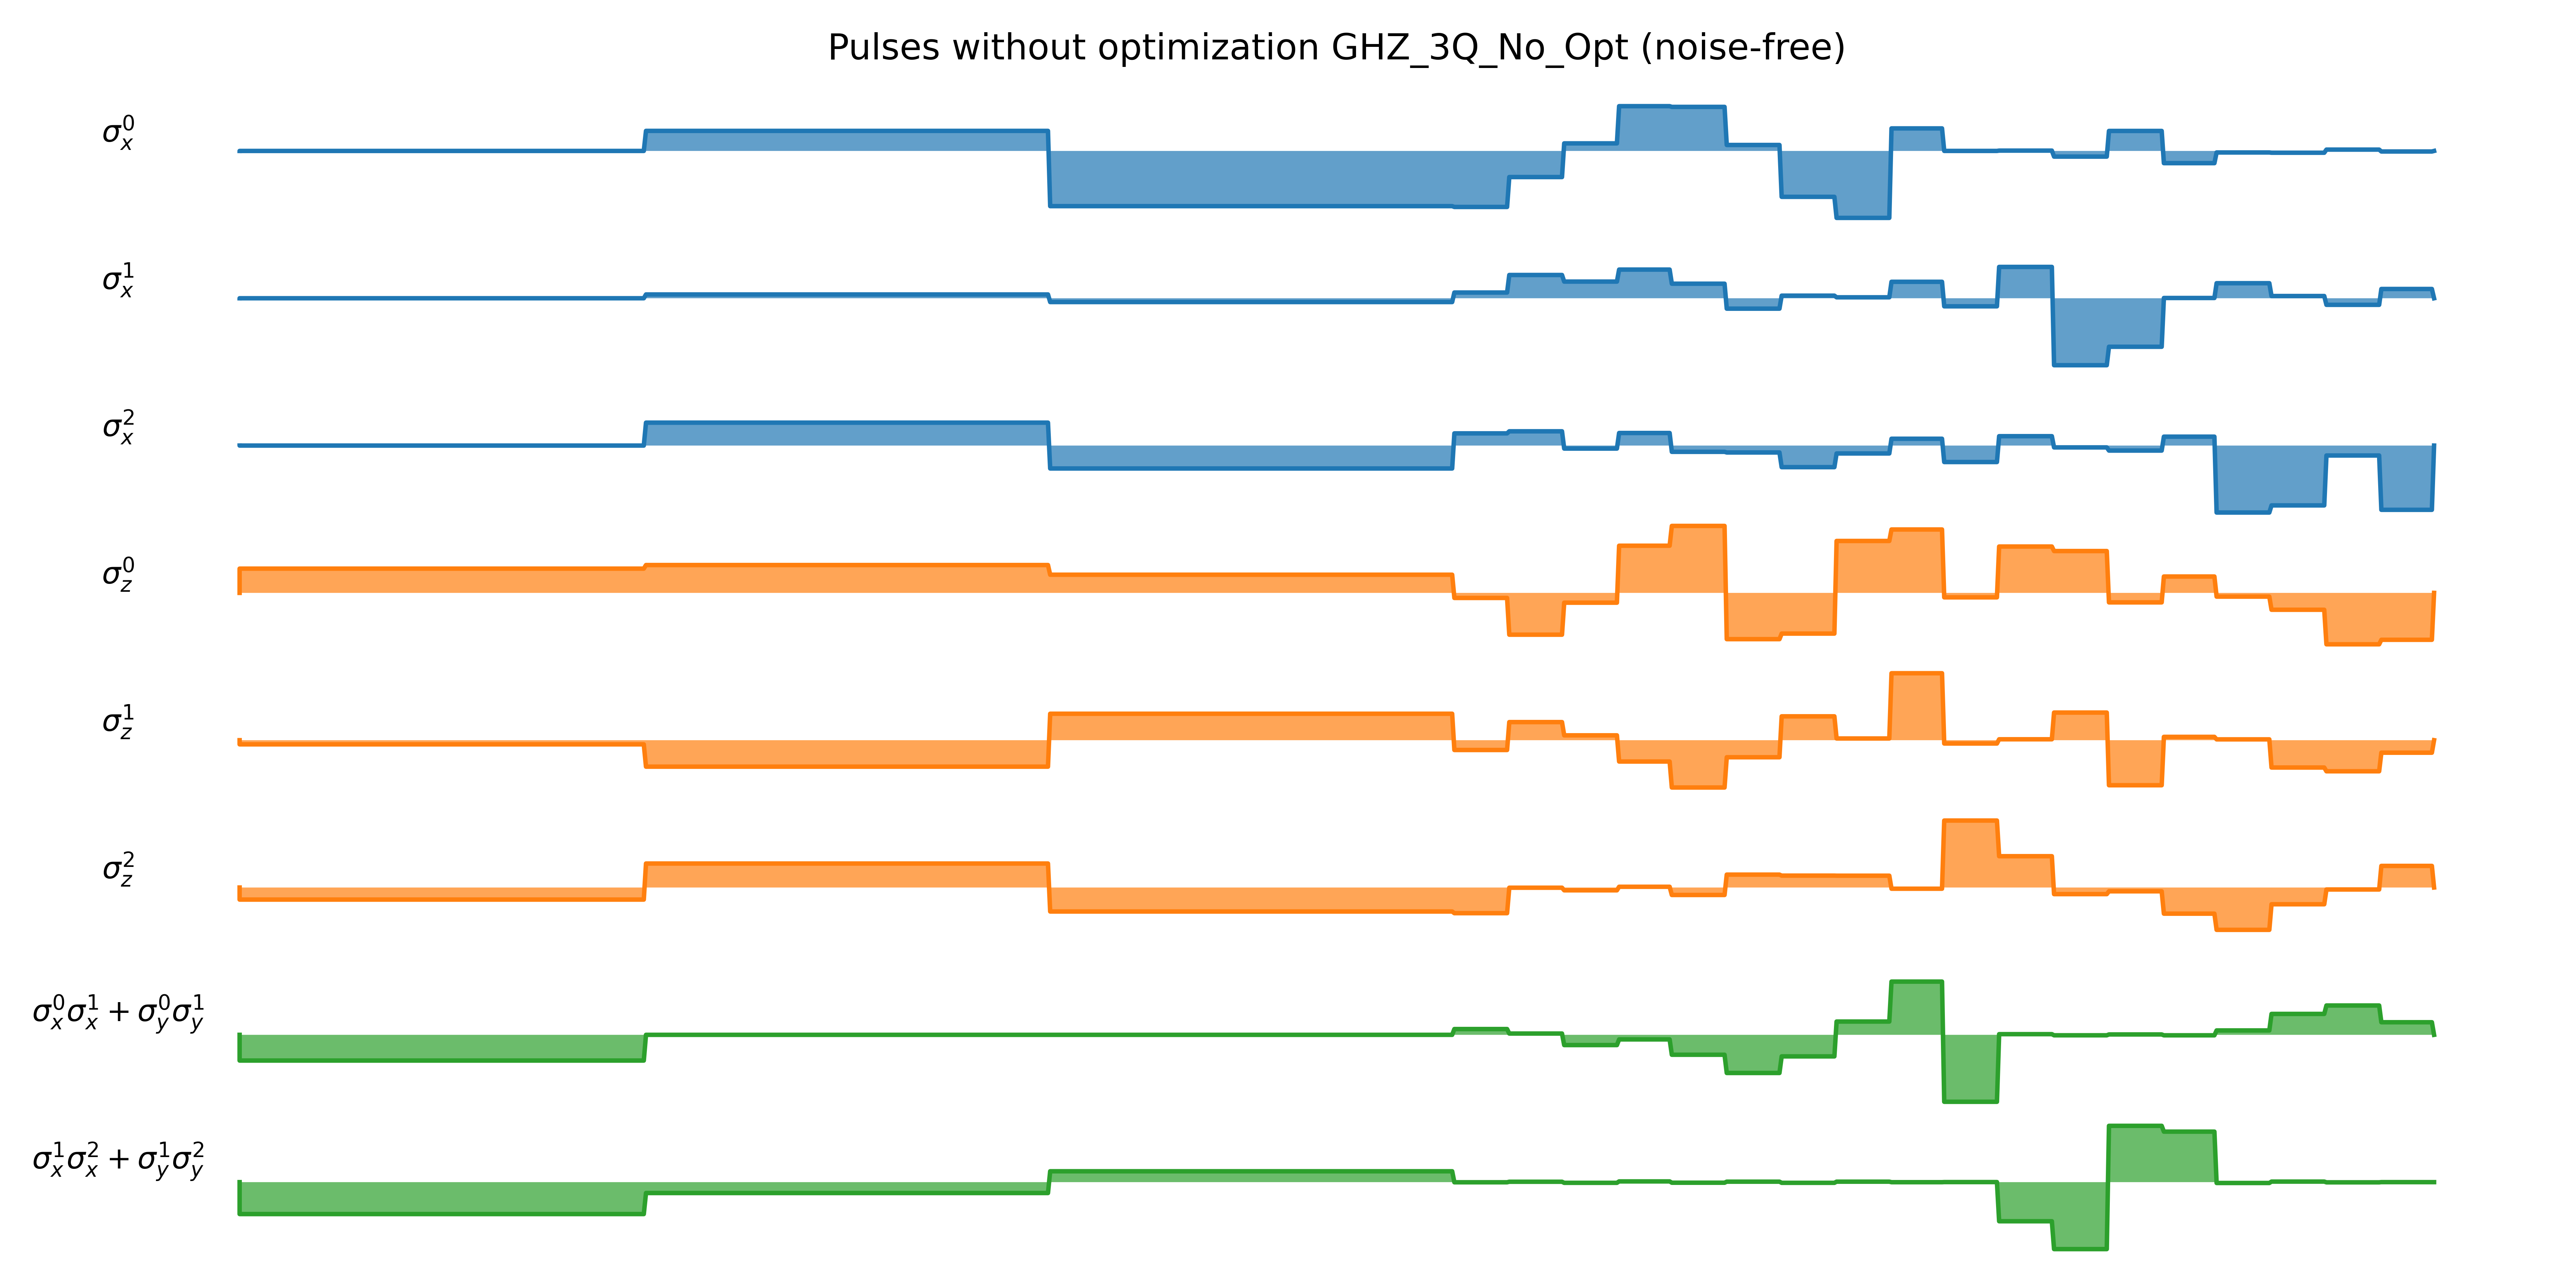 Pulses without optimization GHZ_3Q_No_Opt (noise-free)
σ_x^0
σ_x^1
σ_x^2
σ_z^0
σ_z^1
σ_z^2
σ_x^0σ_x^1 + σ_y^0σ_y^1
σ_x^1σ_x^2 + σ_y^1σ_y^2